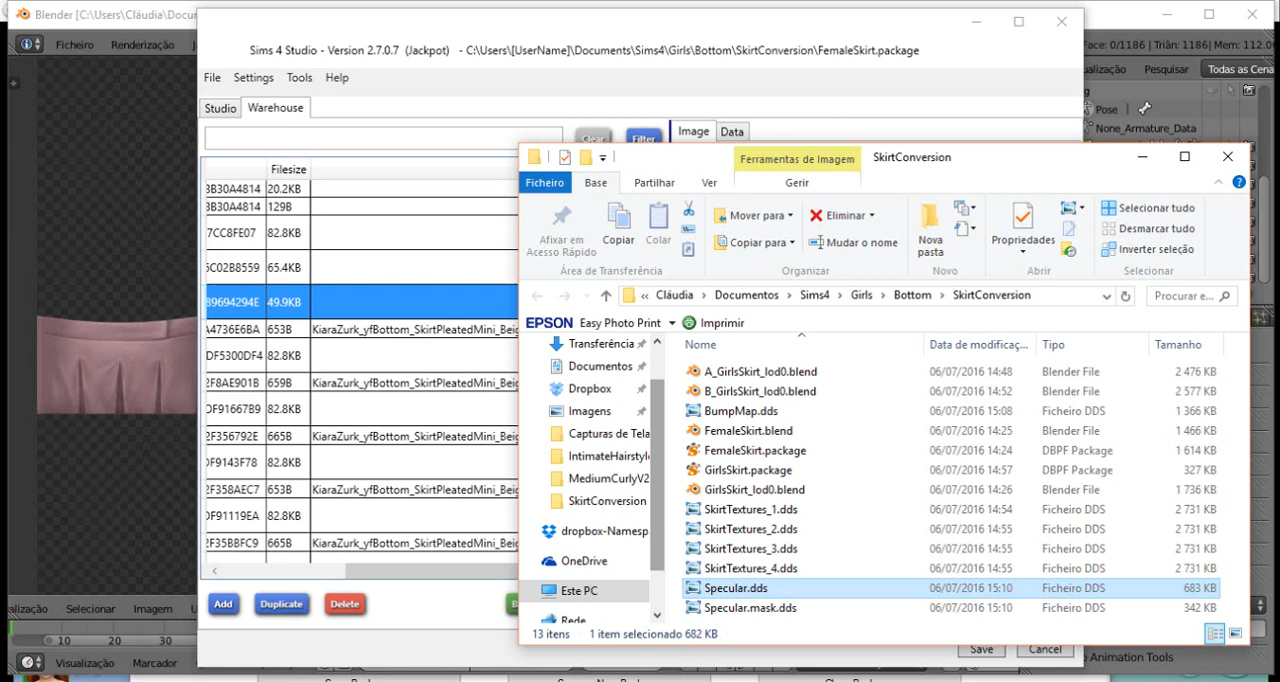 Blender [C:\Users\Cláudia\Docu
Ficheiro
Renderização
Face: 0/1186 | Triân: 1186| Mem: 112.0
Pesquisar
Todas as Cena
Pose
None_Armature_Data
Sims 4 Studio - Version 2.7.0.7 (Jackpot) - C:\Users\[UserName]\Documents\Sims4\Girls\Bottom\SkirtConversion\FemaleSkirt.package
File Settings Tools Help
Studio Warehouse
Clear
Filter
Image Data
Filesize
3B30A4814 20.2KB
3B30A4814 129B
7CC8FE07 82.8KB
5C02B8559 65.4KB
89694294E 49.9KB
A4736E6BA 653B KiaraZurk_yfBottom_SkirtPleatedMini_Beig
DF5300DF4 82.8KB
2F8AE901B 659B KiaraZurk_yfBottom_SkirtPleatedMini_Beig
DF91667B9 82.8KB
2F356792E 665B KiaraZurk_yfBottom_SkirtPleatedMini_Beig
DF9143F78 82.8KB
2F358AEC7 653B KiaraZurk_yfBottom_SkirtPleatedMini_Beig
DF91119EA 82.8KB
2F35BBFC9 665B KiaraZurk_yfBottom_SkirtPleatedMini_Beig
Add Duplicate Delete
Save Cancel
Ferramentas de Imagem
SkirtConversion
Ficheiro Base Partilhar Ver Gerir
Afixar em
Acesso Rápido
Copiar
Colar
Área de Transferência
Mover para
Copiar para
Eliminar
Mudar o nome
Organizar
Nova
pasta
Novo
Propriedades
Abrir
Selecionar tudo
Desmarcar tudo
Inverter seleção
Selecionar
« Cláudia > Documentos > Sims4 > Girls > Bottom > SkirtConversion
Procurar e...
EPSON Easy Photo Print
Imprimir
Transferência
Documentos
Dropbox
Imagens
Capturas de Tela
IntimateHairstyl
MediumCurlyV2
SkirtConversion
dropbox-Namesp
OneDrive
Este PC
Rede
Nome Data de modificaç... Tipo Tamanho
A_GirlsSkirt_lod0.blend 06/07/2016 14:48 Blender File 2 476 KB
B_GirlsSkirt_lod0.blend 06/07/2016 14:52 Blender File 2 577 KB
BumpMap.dds 06/07/2016 15:08 Ficheiro DDS 1 366 KB
FemaleSkirt.blend 06/07/2016 14:25 Blender File 1 466 KB
FemaleSkirt.package 06/07/2016 14:24 DBPF Package 1 614 KB
GirlsSkirt.package 06/07/2016 14:57 DBPF Package 327 KB
GirlsSkirt_lod0.blend 06/07/2016 14:26 Blender File 1 736 KB
SkirtTextures_1.dds 06/07/2016 14:54 Ficheiro DDS 2 731 KB
SkirtTextures_2.dds 06/07/2016 14:55 Ficheiro DDS 2 731 KB
SkirtTextures_3.dds 06/07/2016 14:55 Ficheiro DDS 2 731 KB
SkirtTextures_4.dds 06/07/2016 14:55 Ficheiro DDS 2 731 KB
Specular.dds 06/07/2016 15:10 Ficheiro DDS 683 KB
Specular.mask.dds 06/07/2016 15:10 Ficheiro DDS 342 KB
13 itens 1 item selecionado 682 KB
Selecionar Imagem
10 20 30
Visualização Marcador
Animation Tools